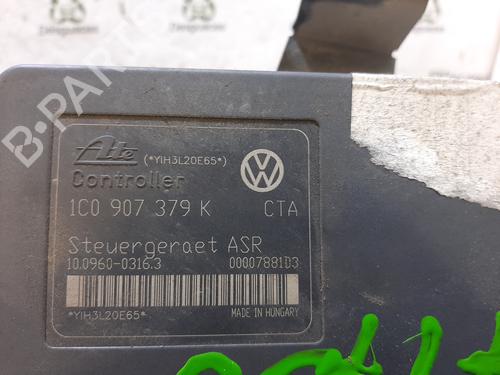 Ate (*YIH3L20E65*)
Controller
1C0 907 379 K CTA
Steuergeraet ASR
10.0960-0316.3 00007881D3
*YIH3L20E65* MADE IN HUNGARY
B-PARTS